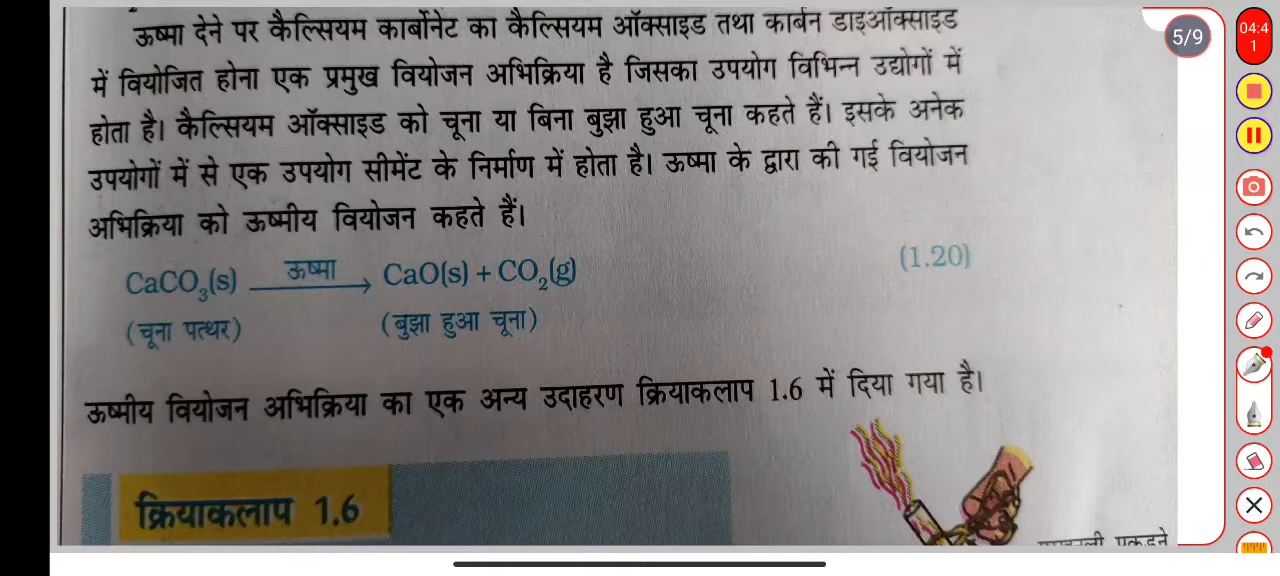 ऊष्मा देने पर कैल्सियम कार्बोनेट का कैल्सियम ऑक्साइड तथा कार्बन डाइऑक्साइड
में वियोजित होना एक प्रमुख वियोजन अभिक्रिया है जिसका उपयोग विभिन्न उद्योगों में
होता है। कैल्सियम ऑक्साइड को चूना या बिना बुझा हुआ चूना कहते हैं। इसके अनेक
उपयोगों में से एक उपयोग सीमेंट के निर्माण में होता है। ऊष्मा के द्वारा की गई वियोजन
अभिक्रिया को ऊष्मीय वियोजन कहते हैं।
CaCO₃(s) ऊष्मा → CaO(s) + CO₂(g) (1.20)
(चूना पत्थर) (बुझा हुआ चूना)
ऊष्मीय वियोजन अभिक्रिया का एक अन्य उदाहरण क्रियाकलाप 1.6 में दिया गया है।
क्रियाकलाप 1.6
पकड़ने
5/9
04:4
1